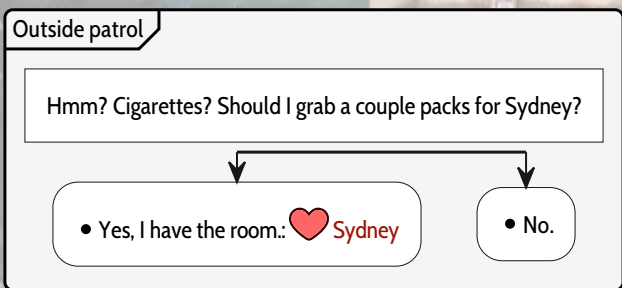 Outside patrol
Hmm? Cigarettes? Should I grab a couple packs for Sydney?
• Yes, I have the room.: Sydney
• No.